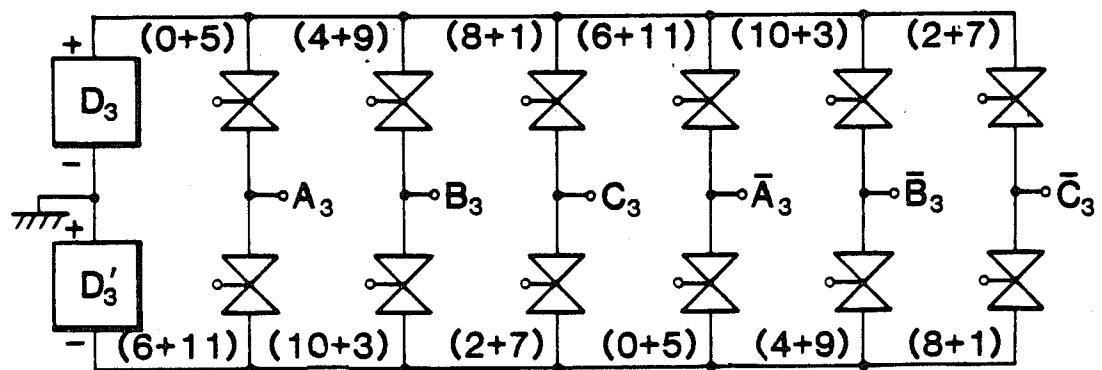 + (0+5) (4+9) (8+1) (6+11) (10+3) (2+7)
D₃
− A₃ B₃ C₃ A̅₃ B̅₃ C̅₃
+
D₃′
− (6+11) (10+3) (2+7) (0+5) (4+9) (8+1)